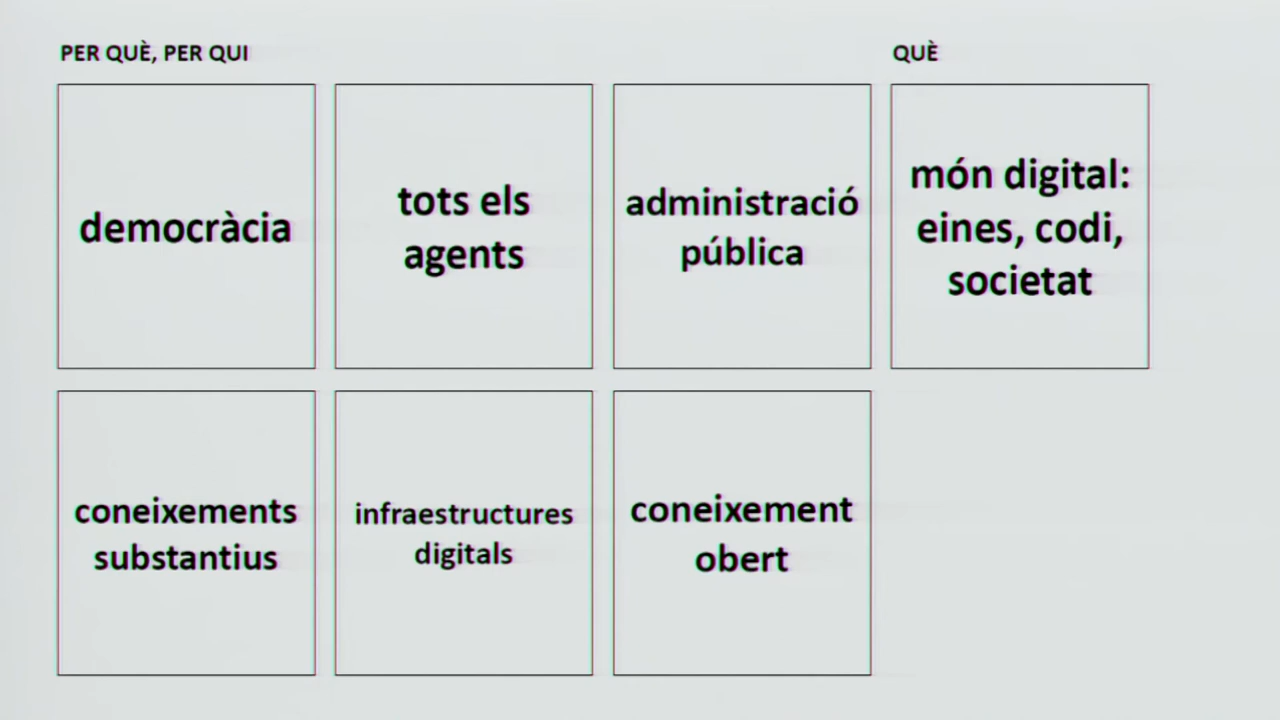 PER QUÈ, PER QUI
QUÈ
democràcia
tots els
agents
administració
pública
món digital:
eines, codi,
societat
coneixements
substantius
infraestructures
digitals
coneixement
obert